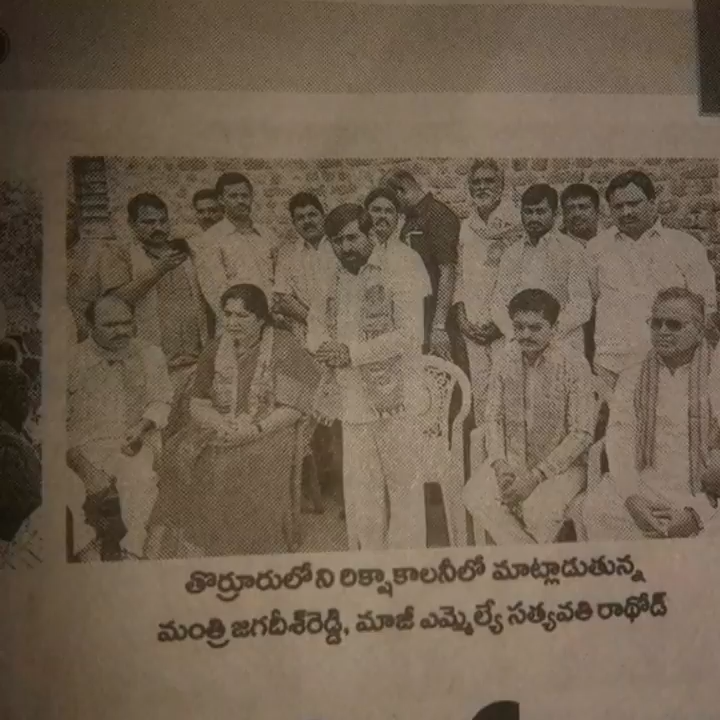 తొర్రూరులోని రిక్షాకాలనీలో మాట్లాడుతున్న
మంత్రి జగదీశ్‌రెడ్డి, మాజీ ఎమ్మెల్యే సత్యవతి రాథోడ్